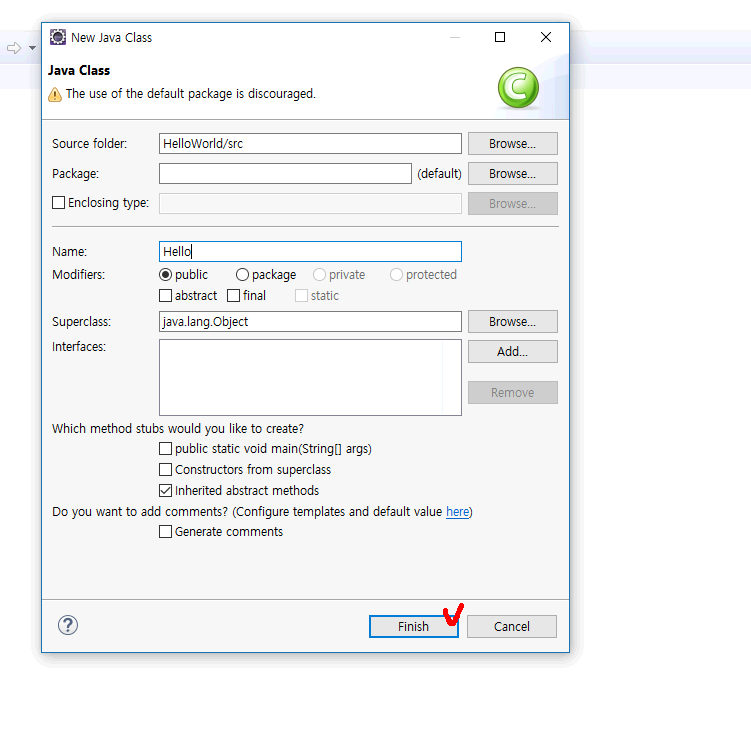 New Java Class
Java Class
The use of the default package is discouraged.
Source folder: HelloWorld/src Browse...
Package: (default) Browse...
Enclosing type: Browse...
Name: Hello
Modifiers: public package private protected
abstract final static
Superclass: java.lang.Object Browse...
Interfaces: Add...
Remove
Which method stubs would you like to create?
public static void main(String[] args)
Constructors from superclass
Inherited abstract methods
Do you want to add comments? (Configure templates and default value here)
Generate comments
? Finish Cancel